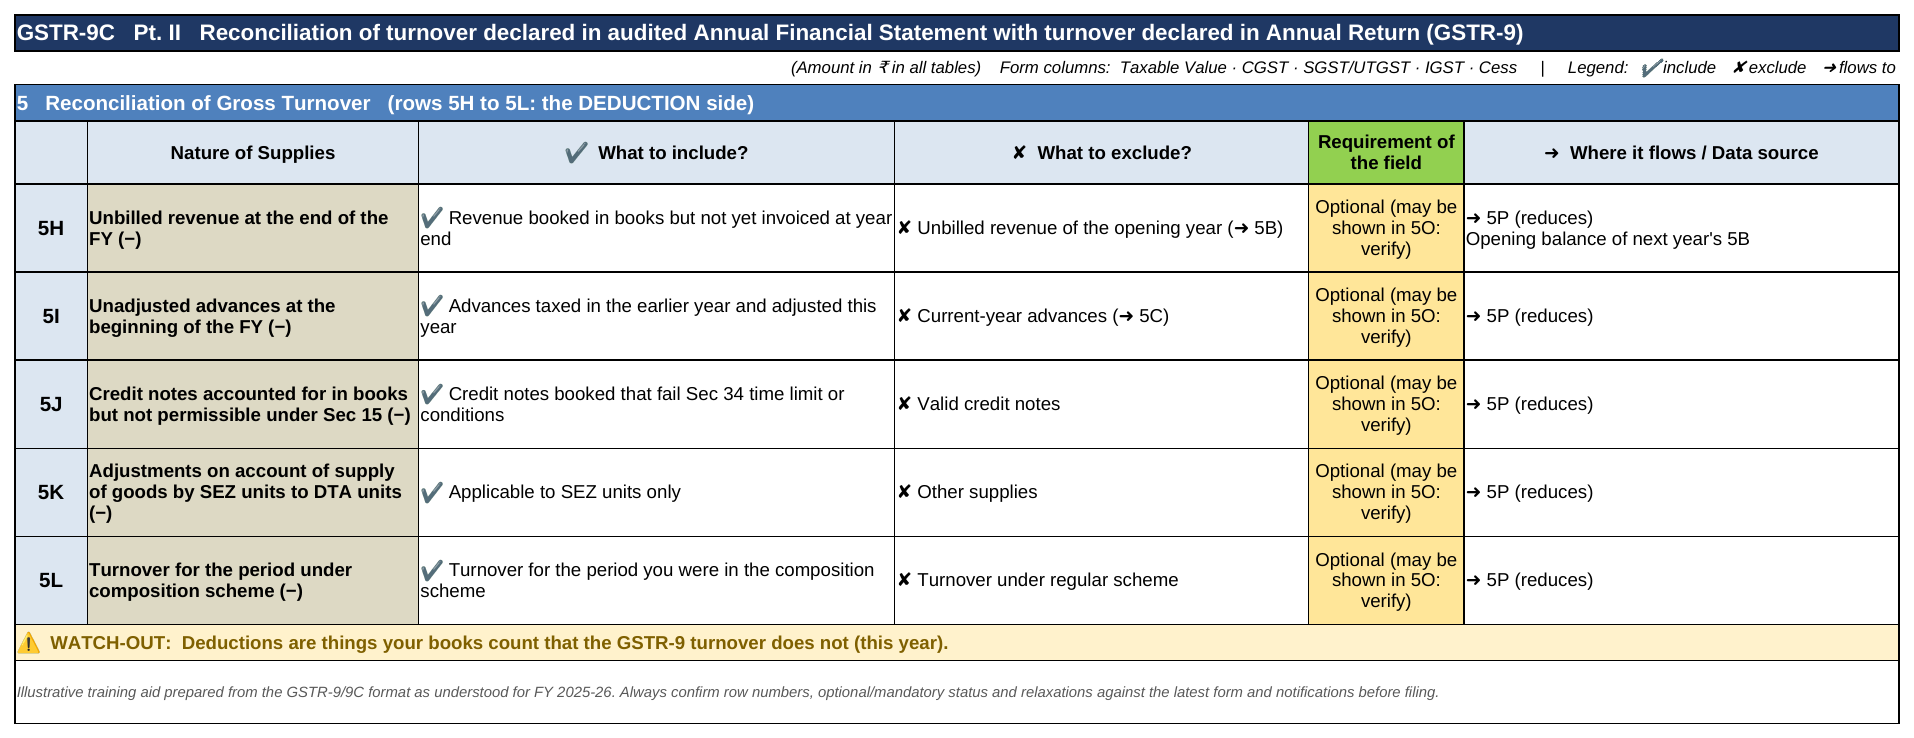 GSTR-9C Pt. II Reconciliation of turnover declared in audited Annual Financial Statement with turnover declared in Annual Return (GSTR-9)
(Amount in ₹ in all tables) Form columns: Taxable Value · CGST · SGST/UTGST · IGST · Cess | Legend: ✔ include ✘ exclude ➔ flows to
5 Reconciliation of Gross Turnover (rows 5H to 5L: the DEDUCTION side)
Nature of Supplies
✔ What to include?
✘ What to exclude?
Requirement of
the field
➔ Where it flows / Data source
5H
Unbilled revenue at the end of the
FY (−)
✔ Revenue booked in books but not yet invoiced at year
end
✘ Unbilled revenue of the opening year (➔ 5B)
Optional (may be
shown in 5O:
verify)
➔ 5P (reduces)
Opening balance of next year's 5B
5I
Unadjusted advances at the
beginning of the FY (−)
✔ Advances taxed in the earlier year and adjusted this
year
✘ Current-year advances (➔ 5C)
Optional (may be
shown in 5O:
verify)
➔ 5P (reduces)
5J
Credit notes accounted for in books
but not permissible under Sec 15 (−)
✔ Credit notes booked that fail Sec 34 time limit or
conditions
✘ Valid credit notes
Optional (may be
shown in 5O:
verify)
➔ 5P (reduces)
5K
Adjustments on account of supply
of goods by SEZ units to DTA units
(−)
✔ Applicable to SEZ units only
✘ Other supplies
Optional (may be
shown in 5O:
verify)
➔ 5P (reduces)
5L
Turnover for the period under
composition scheme (−)
✔ Turnover for the period you were in the composition
scheme
✘ Turnover under regular scheme
Optional (may be
shown in 5O:
verify)
➔ 5P (reduces)
⚠ WATCH-OUT: Deductions are things your books count that the GSTR-9 turnover does not (this year).
Illustrative training aid prepared from the GSTR-9/9C format as understood for FY 2025-26. Always confirm row numbers, optional/mandatory status and relaxations against the latest form and notifications before filing.